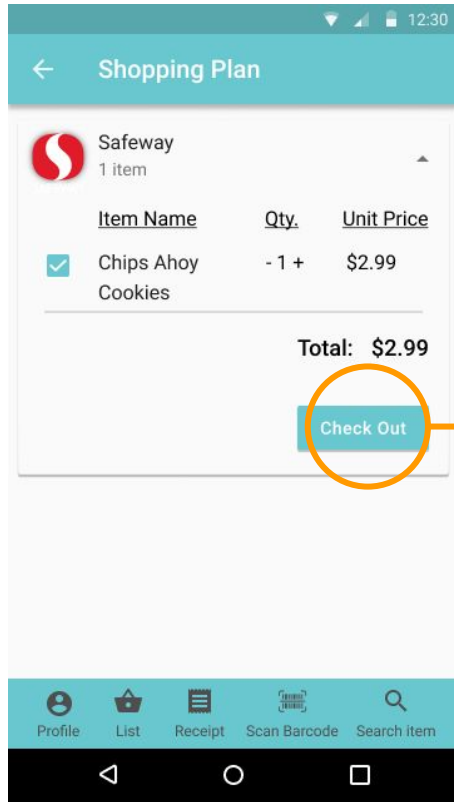 12:30
Shopping Plan
Safeway
1 item
Item Name Qty. Unit Price
Chips Ahoy - 1 + $2.99
Cookies
Total: $2.99
Check Out
Profile List Receipt Scan Barcode Search item